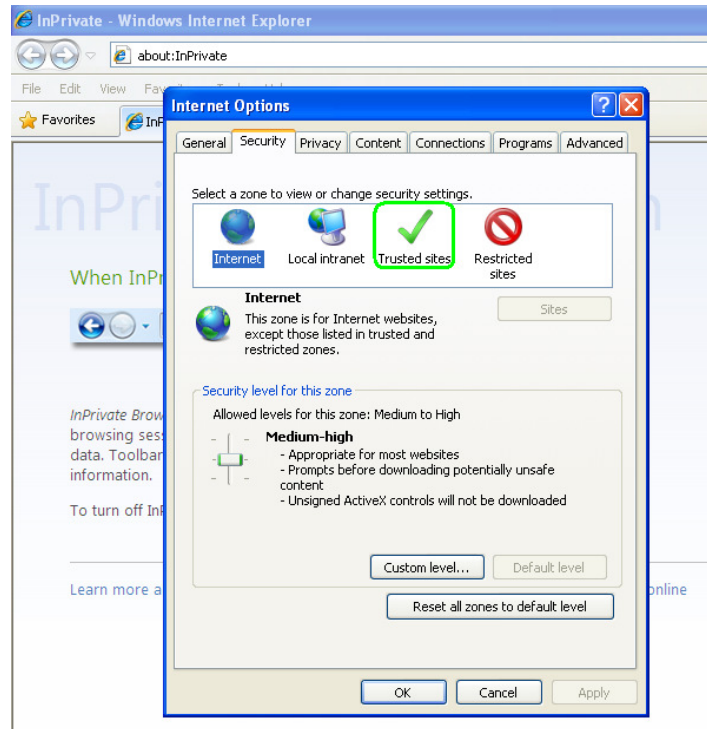 InPrivate - Windows Internet Explorer
about:InPrivate
File Edit View
Favorites
Internet Options
General Security Privacy Content Connections Programs Advanced
Select a zone to view or change security settings.
Internet
Local intranet
Trusted sites
Restricted
sites
Internet
Sites
This zone is for Internet websites,
except those listed in trusted and
restricted zones.
Security level for this zone
Allowed levels for this zone: Medium to High
Medium-high
- Appropriate for most websites
- Prompts before downloading potentially unsafe
content
- Unsigned ActiveX controls will not be downloaded
Custom level...
Default level
Reset all zones to default level
OK
Cancel
Apply
InPri
When InPr
InPrivate Brow
browsing ses
data. Toolbar
information.
To turn off InP
Learn more a
online